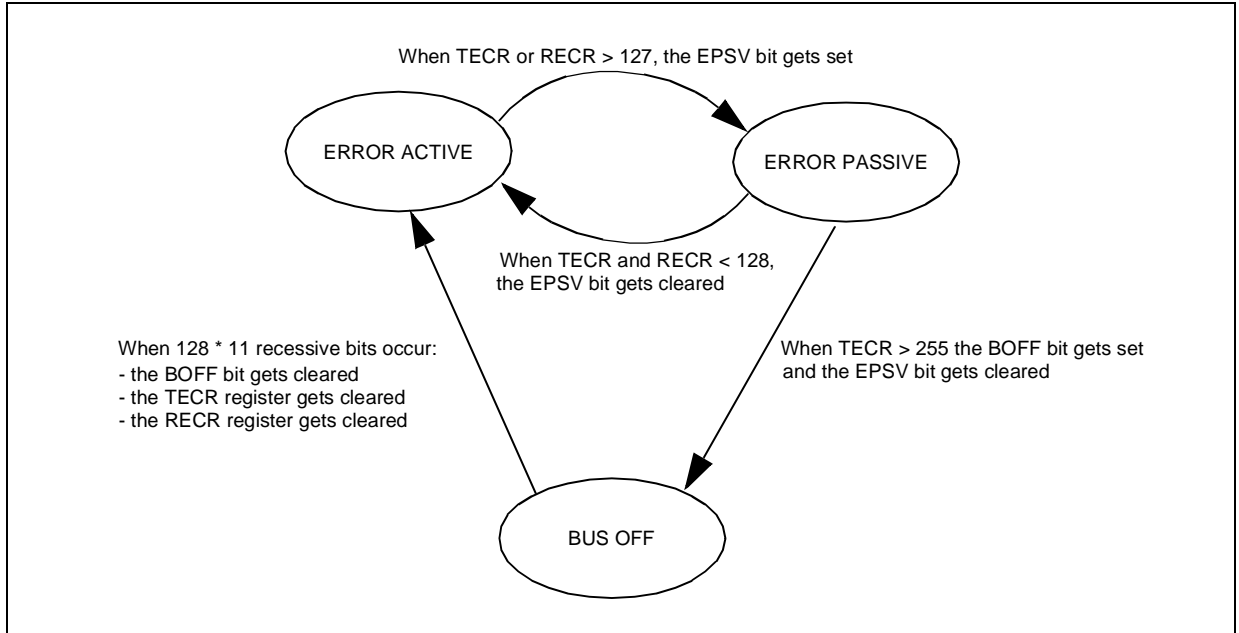 When TECR or RECR > 127, the EPSV bit gets set
ERROR ACTIVE
ERROR PASSIVE
When TECR and RECR < 128,
the EPSV bit gets cleared
When 128 * 11 recessive bits occur:
- the BOFF bit gets cleared
- the TECR register gets cleared
- the RECR register gets cleared
When TECR > 255 the BOFF bit gets set
and the EPSV bit gets cleared
BUS OFF